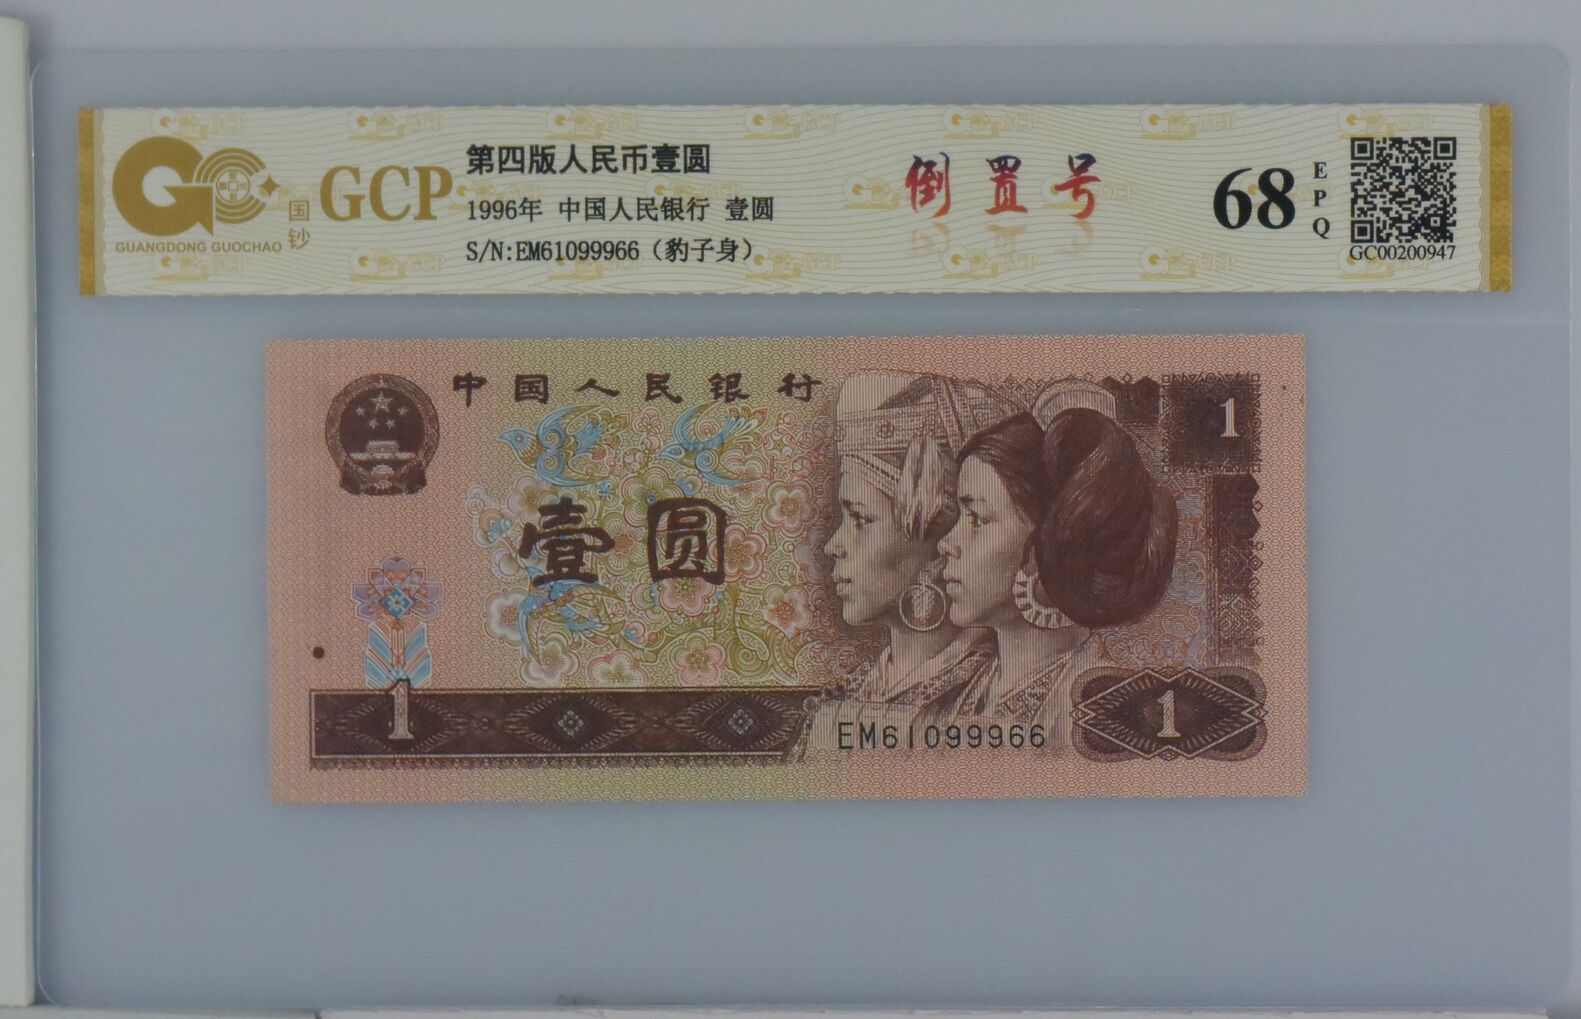 GCP
国钞
GUANGDONG GUOCHAO
第四版人民币壹圆
1996年 中国人民银行 壹圆
S/N:EM61099966（豹子身）
倒置号
68
EPQ
GC00200947
中国人民银行
1
壹圆
1
EM61099966
1